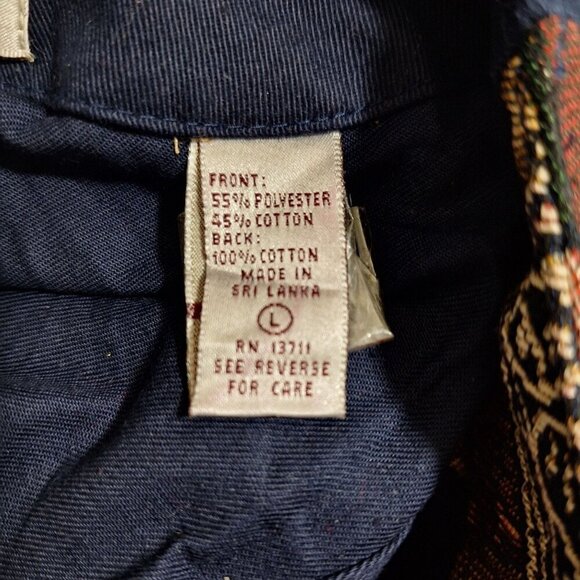 FRONT:
55% POLYESTER
45% COTTON
BACK:
100% COTTON
MADE IN
SRI LANKA
L
RN 13711
SEE REVERSE
FOR CARE